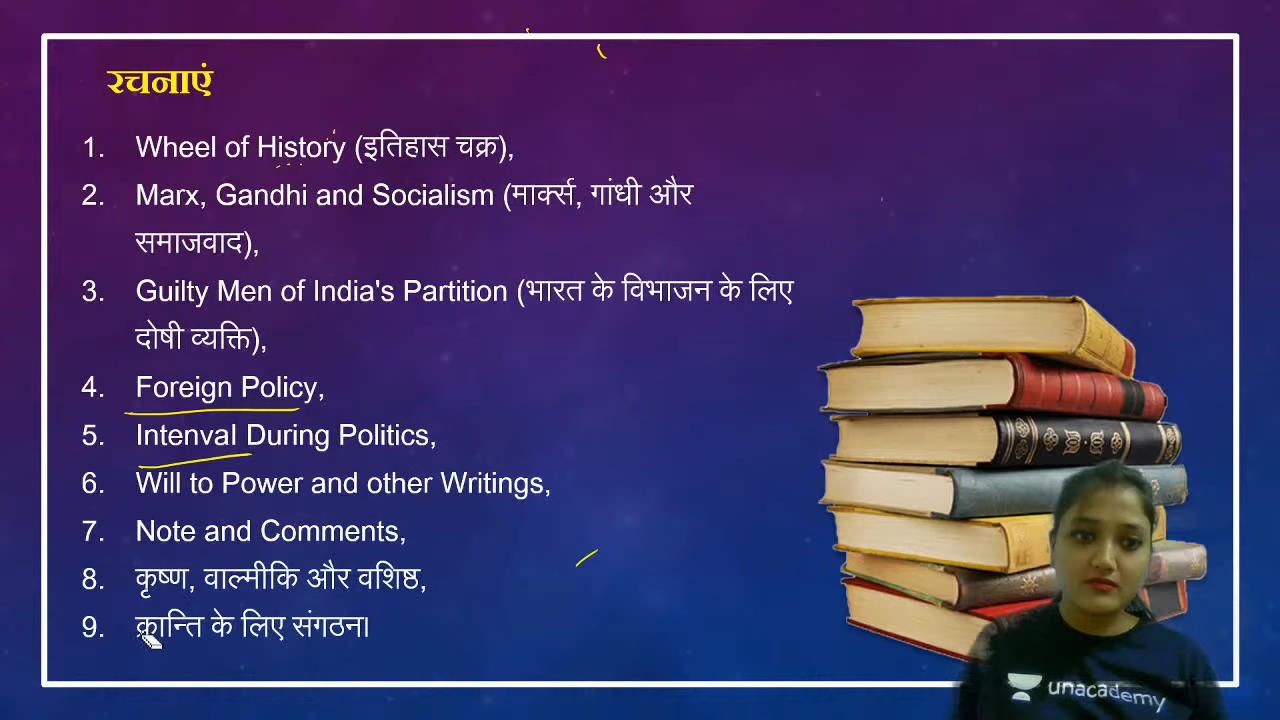 रचनाएं
1. Wheel of History (इतिहास चक्र),
2. Marx, Gandhi and Socialism (मार्क्स, गांधी और
समाजवाद),
3. Guilty Men of India's Partition (भारत के विभाजन के लिए
दोषी व्यक्ति),
4. Foreign Policy,
5. Intenval During Politics,
6. Will to Power and other Writings,
7. Note and Comments,
8. कृष्ण, वाल्मीकि और वशिष्ठ,
9. क्रान्ति के लिए संगठन।
unacademy